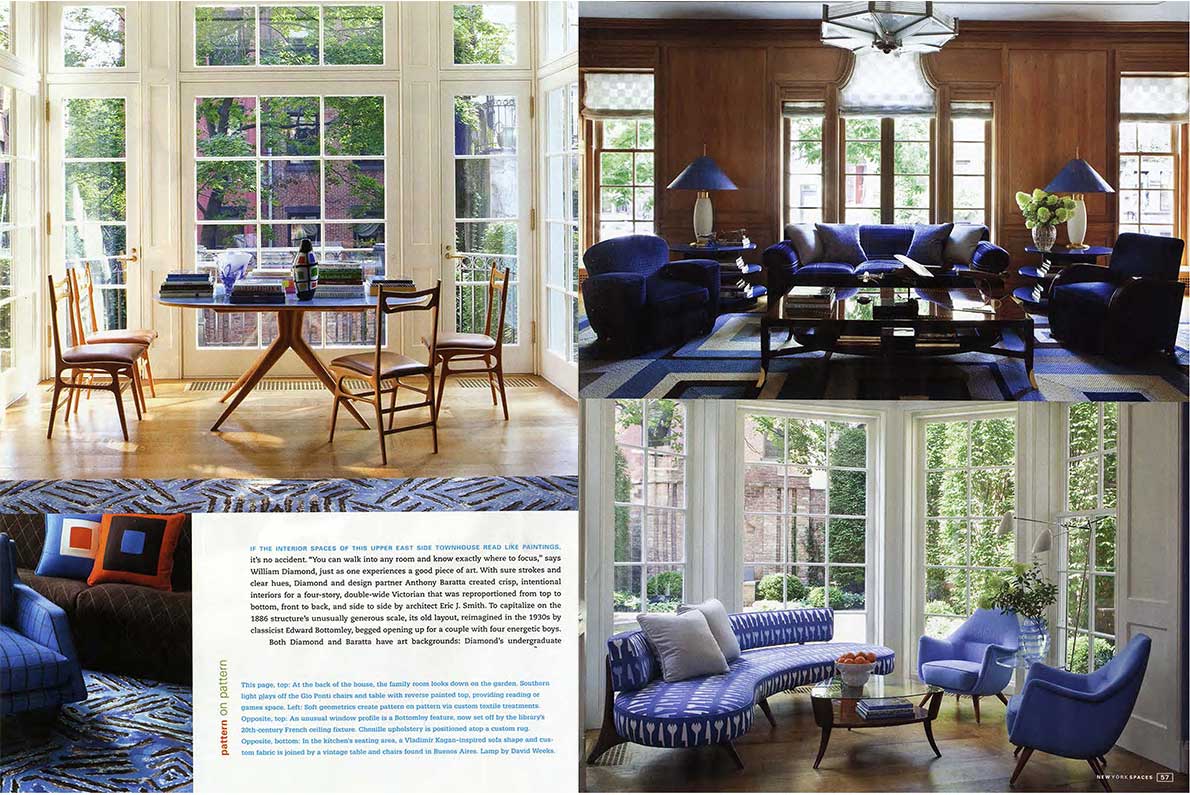 IF THE INTERIOR SPACES OF THIS UPPER EAST SIDE TOWNHOUSE READ LIKE PAINTINGS,
it's no accident. "You can walk into any room and know exactly where to focus," says
William Diamond, just as one experiences a good piece of art. With sure strokes and
clear hues, Diamond and design partner Anthony Baratta created crisp, intentional
interiors for a four-story, double-wide Victorian that was reproportioned from top to
bottom, front to back, and side to side by architect Eric J. Smith. To capitalize on the
1886 structure's unusually generous scale, its old layout, reimagined in the 1930s by
classicist Edward Bottomley, begged opening up for a couple with four energetic boys.
Both Diamond and Baratta have art backgrounds: Diamond's undergraduate
pattern on pattern
This page, top: At the back of the house, the family room looks down on the garden. Southern
light plays off the Gio Ponti chairs and table with reverse painted top, providing reading or
games space. Left: Soft geometrics create pattern on pattern via custom textile treatments.
Opposite, top: An unusual window profile is a Bottomley feature, now set off by the library's
20th-century French ceiling fixture. Chenille upholstery is positioned atop a custom rug.
Opposite, bottom: In the kitchen's seating area, a Vladimir Kagan-inspired sofa shape and cus-
tom fabric is joined by a vintage table and chairs found in Buenos Aires. Lamp by David Weeks.
NEW YORK SPACES 57